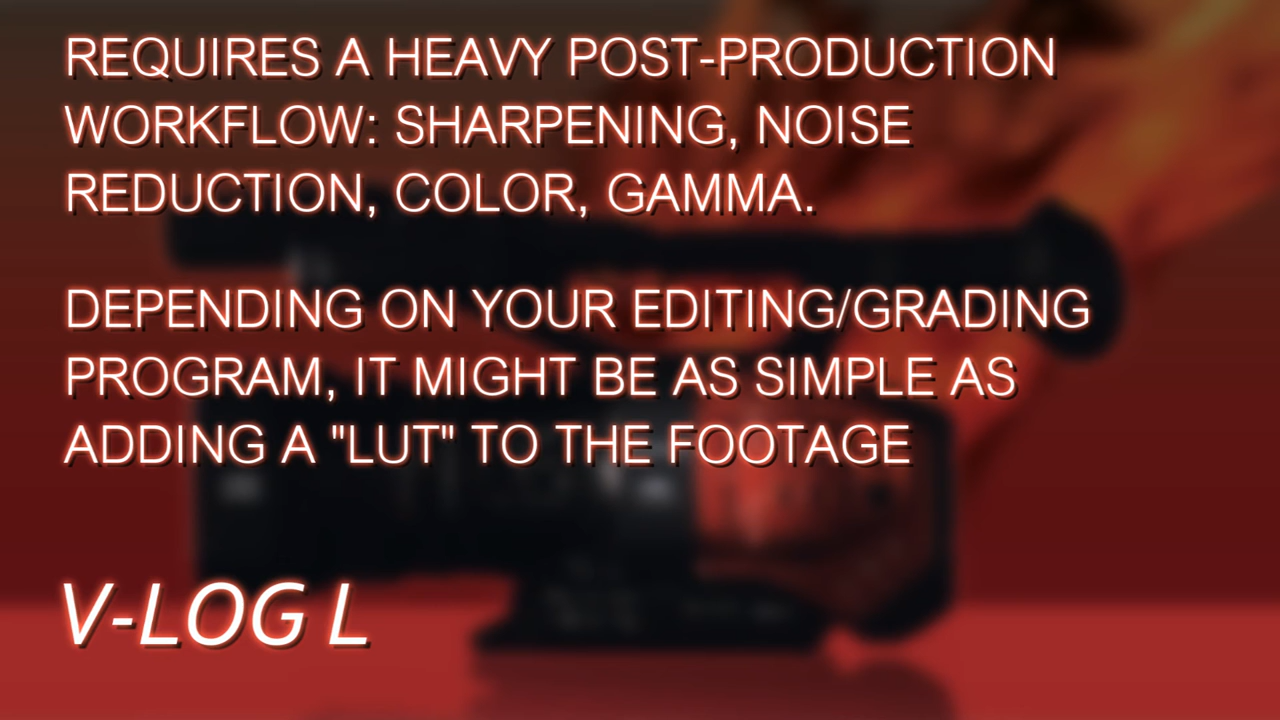 REQUIRES A HEAVY POST-PRODUCTION
WORKFLOW: SHARPENING, NOISE
REDUCTION, COLOR, GAMMA.
DEPENDING ON YOUR EDITING/GRADING
PROGRAM, IT MIGHT BE AS SIMPLE AS
ADDING A "LUT" TO THE FOOTAGE
V-LOG L